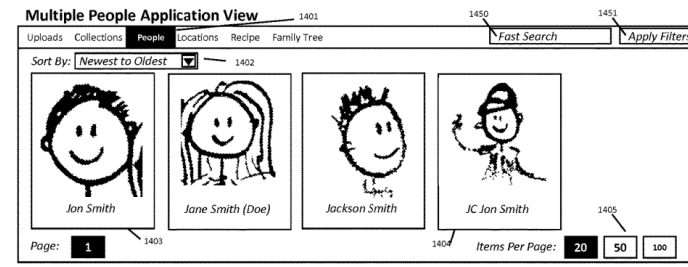 Multiple People Application View
1401
1450
1451
Uploads Collections People Locations Recipe Family Tree Fast Search Apply Filters
Sort By: Newest to Oldest 1402
Jon Smith Jane Smith (Doe) Jackson Smith JC Jon Smith
1403
1404
1405
Page: 1 Items Per Page: 20 50 100